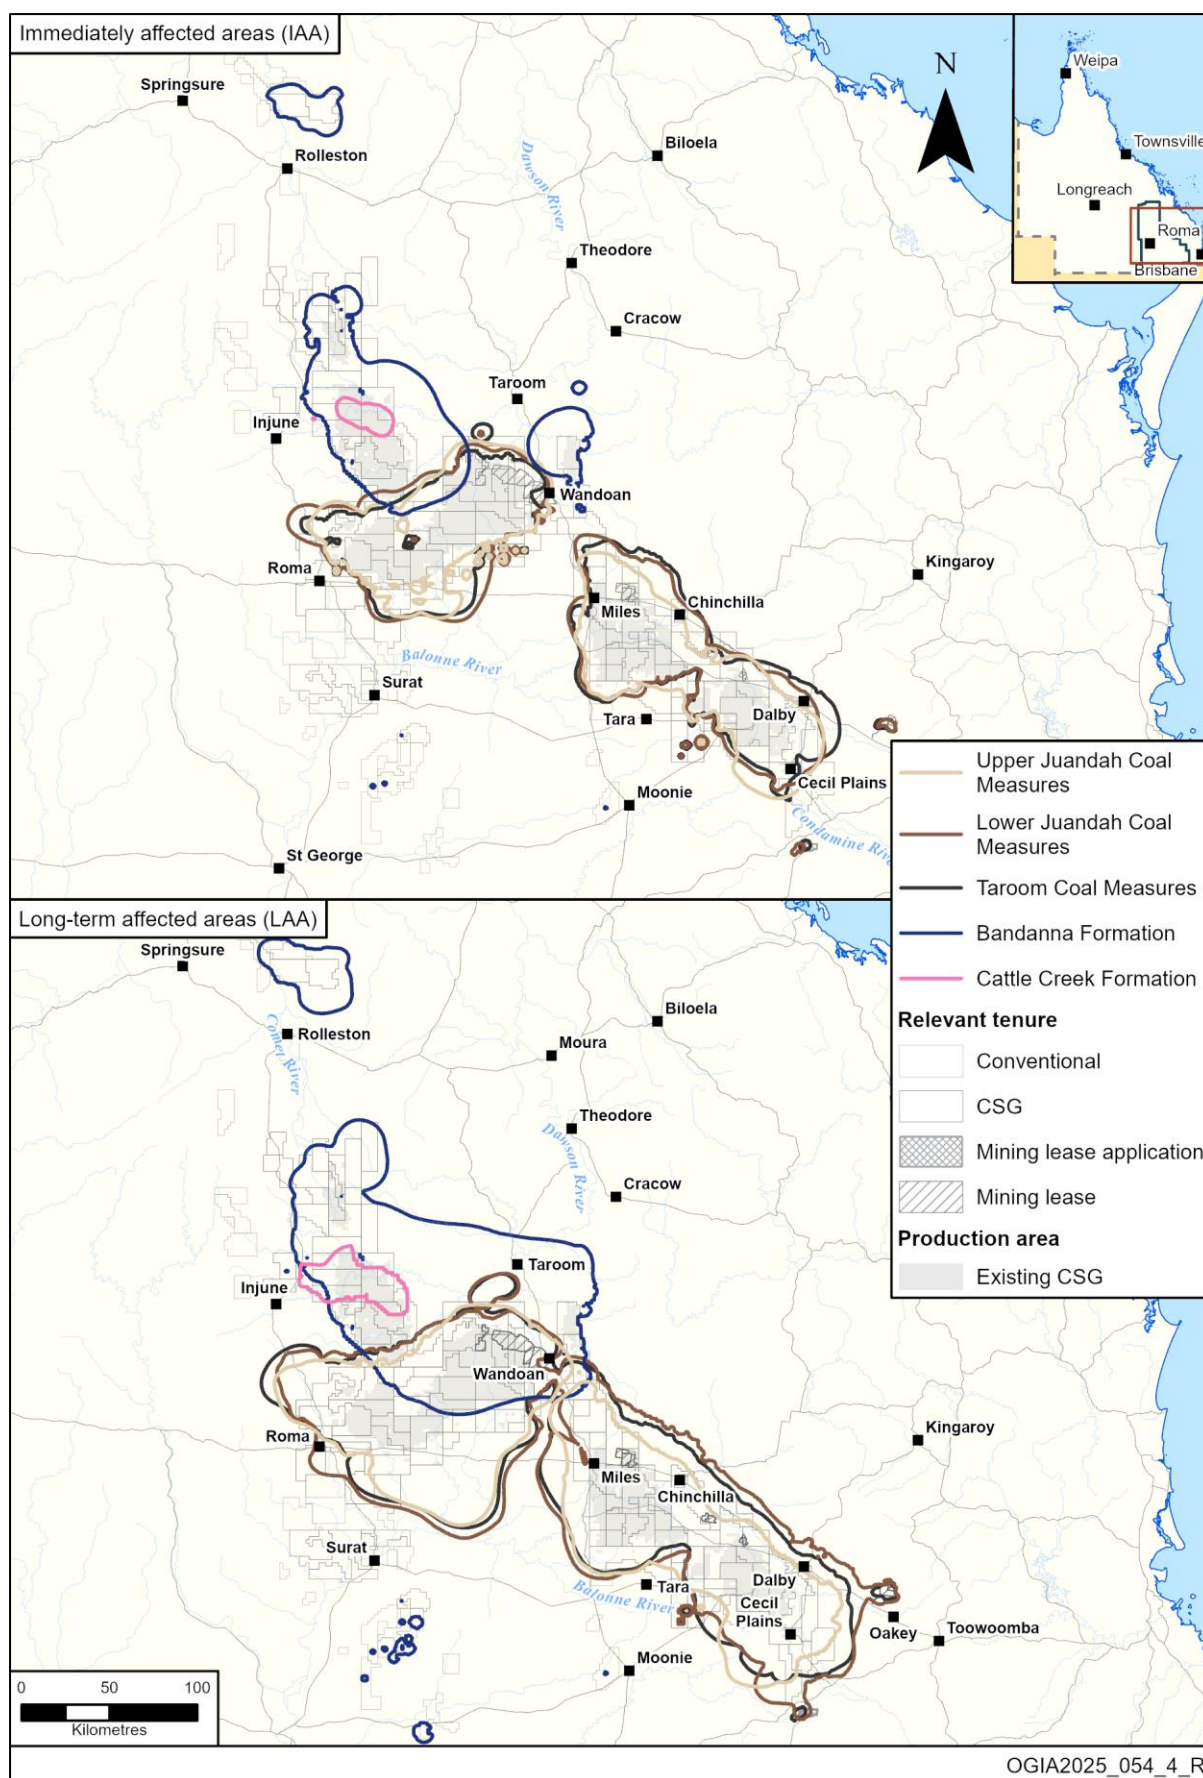 Immediately affected areas (IAA)
Springsure
Rolleston
Biloela
Dawson River
Theodore
Cracow
Taroom
Injune
Wandoan
Roma
Miles
Chinchilla
Kingaroy
Balonne River
Surat
Tara
Dalby
Cecil Plains
Moonie
Condamine Rive
St George
N
Weipa
Townsville
Longreach
Roma
Brisbane
Upper Juandah Coal
Measures
Lower Juandah Coal
Measures
Taroom Coal Measures
Bandanna Formation
Cattle Creek Formation
Relevant tenure
Conventional
CSG
Mining lease application
Mining lease
Production area
Existing CSG
Long-term affected areas (LAA)
Springsure
Comet River
Rolleston
Biloela
Moura
Theodore
Dawson River
Cracow
Taroom
Injune
Wandoan
Roma
Miles
Chinchilla
Kingaroy
Surat
Balonne River
Tara
Dalby
Cecil
Plains
Oakey
Toowoomba
Moonie
0 50 100
Kilometres
OGIA2025_054_4_R